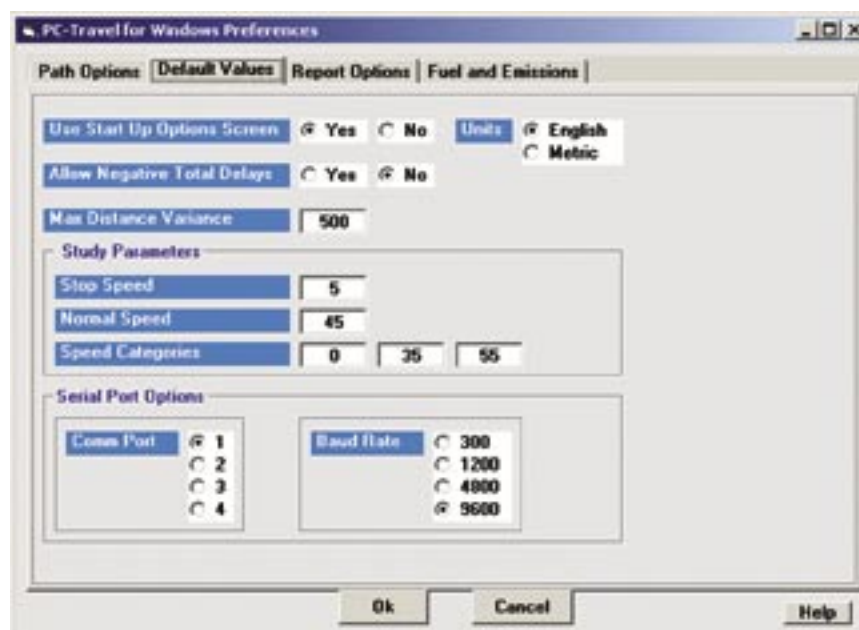 PC-Travel for Windows Preferences
Path Options Default Values Report Options Fuel and Emissions
Use Start Up Options Screen Yes No Units English
Metric
Allow Negative Total Delays Yes No
Max Distance Variance 500
Study Parameters
Stop Speed 5
Normal Speed 45
Speed Categories 0 35 55
Serial Port Options
Comm Port 1 Baud Rate 300
2 1200
3 4800
4 9600
Ok Cancel Help